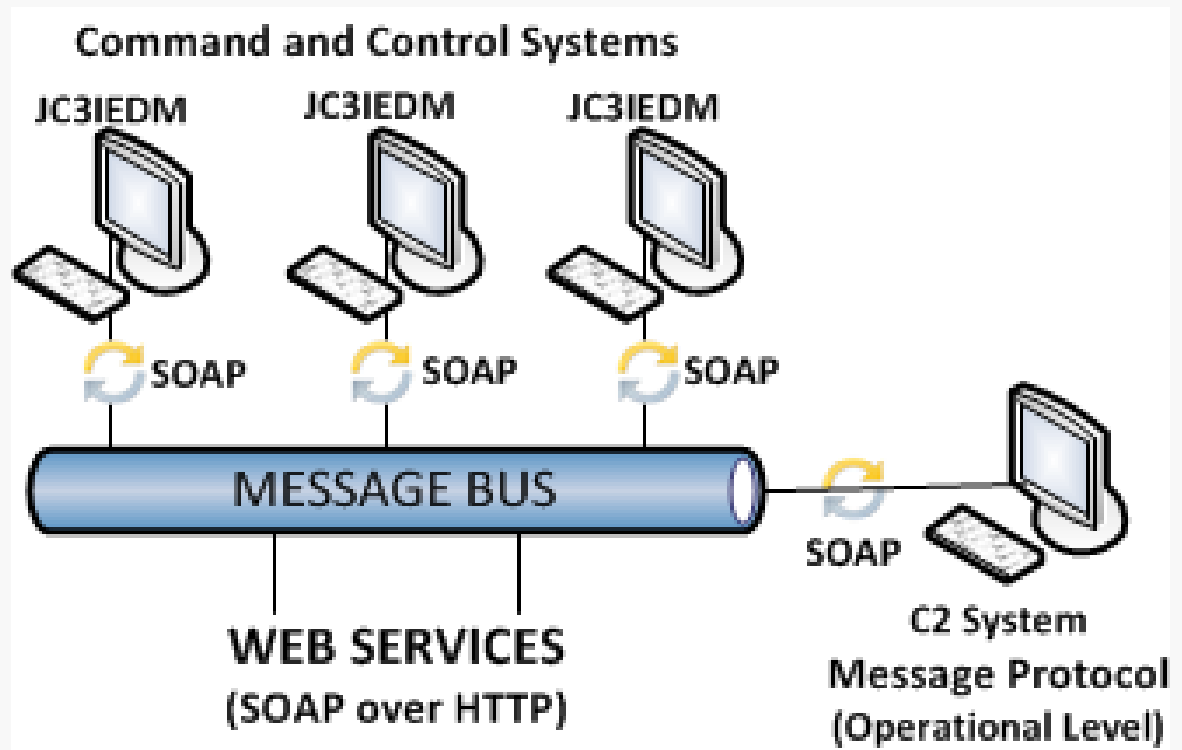 Command and Control Systems
JC3IEDM
JC3IEDM
JC3IEDM
SOAP
SOAP
SOAP
MESSAGE BUS
SOAP
WEB SERVICES
(SOAP over HTTP)
C2 System
Message Protocol
(Operational Level)